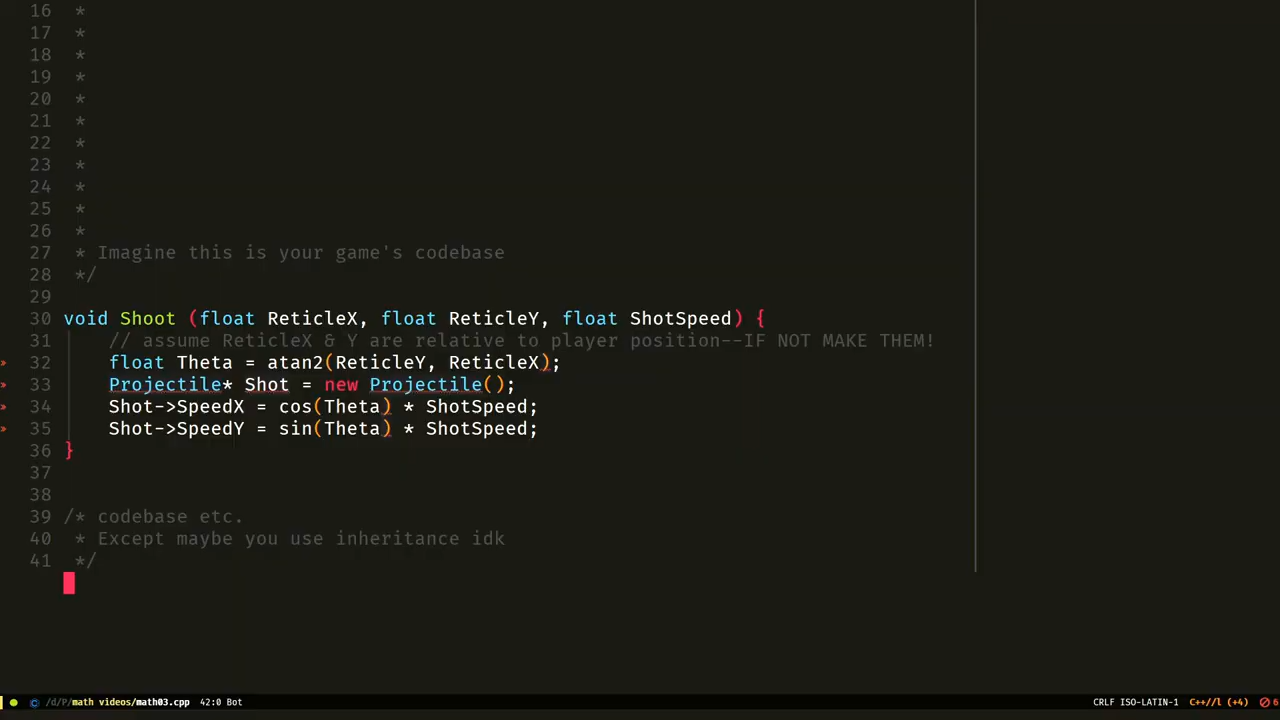 16 *
17 *
18 *
19 *
20 *
21 *
22 *
23 *
24 *
25 *
26 *
27 * Imagine this is your game's codebase
28 */
29
30 void Shoot (float ReticleX, float ReticleY, float ShotSpeed) {
31 // assume ReticleX & Y are relative to player position--IF NOT MAKE THEM!
32 float Theta = atan2(ReticleY, ReticleX);
33 Projectile* Shot = new Projectile();
34 Shot->SpeedX = cos(Theta) * ShotSpeed;
35 Shot->SpeedY = sin(Theta) * ShotSpeed;
36 }
37
38
39 /* codebase etc.
40 * Except maybe you use inheritance idk
41 */
/d/P/math videos/math03.cpp 42:0 Bot CRLF ISO-LATIN-1 C++//l (+4) 6